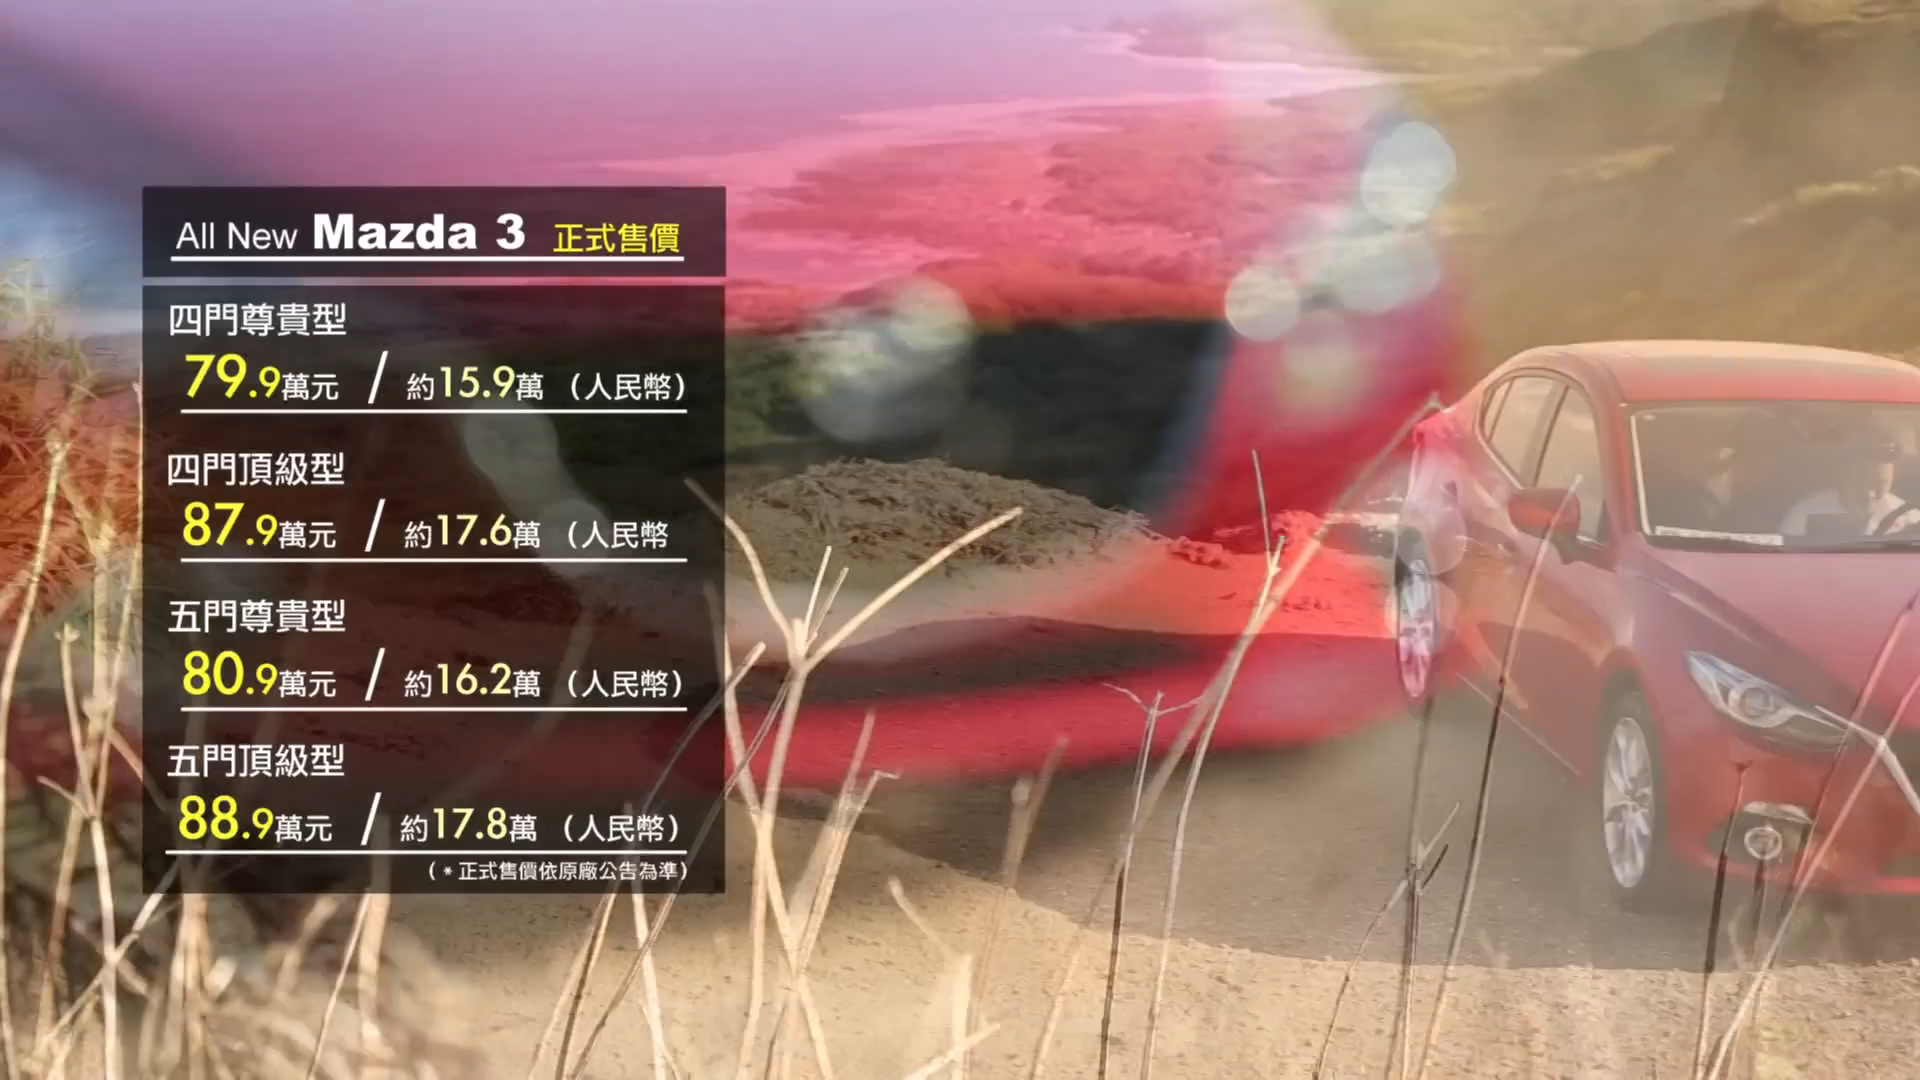 All New Mazda 3 正式售價
四門尊貴型
79.9萬元 / 約15.9萬 (人民幣)
四門頂級型
87.9萬元 / 約17.6萬 (人民幣
五門尊貴型
80.9萬元 / 約16.2萬 (人民幣)
五門頂級型
88.9萬元 / 約17.8萬 (人民幣)
(*正式售價依原廠公告為準)